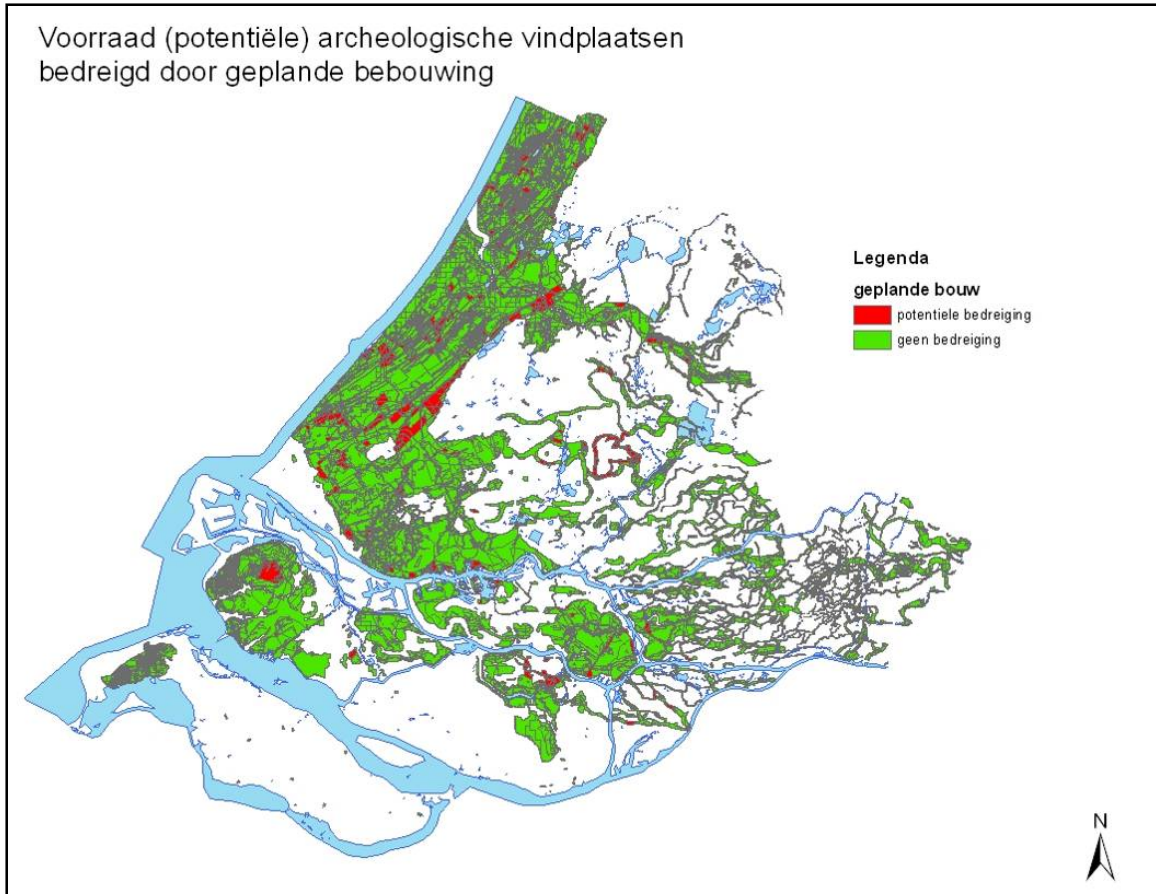 Voorraad (potentiële) archeologische vindplaatsen
bedreigd door geplande bebouwing
Legenda
geplande bouw
potentiele bedreiging
geen bedreiging
N